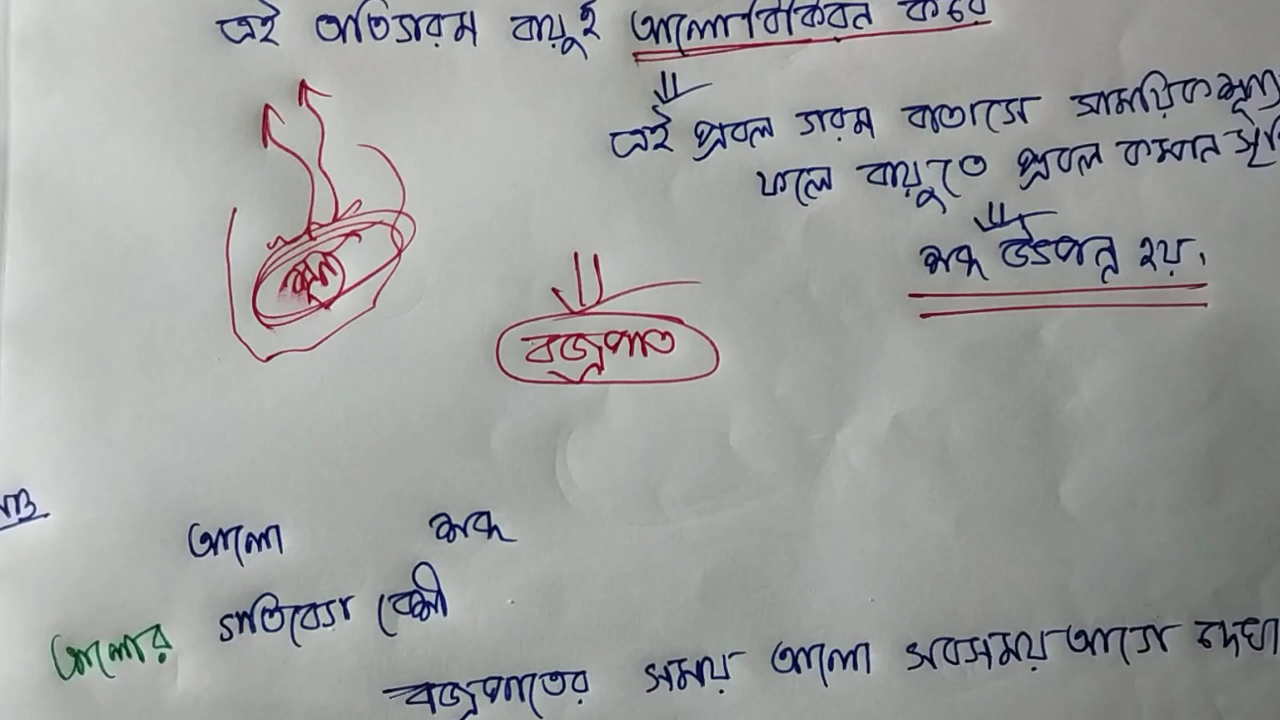 এই অতিগরম বায়ুই আলো বিকিরন করে
এই প্রবল গরম বাতাসে সাময়িক শূন্য
ফলে বায়ুতে প্রবল কম্পন সৃ
শব্দ উৎপন্ন হয়।
বজ্রপাত
আলো শব্দ
আলোর গতিবেগ বেশী
বজ্রপাতের সময় আলো সবসময় আগে দেখা